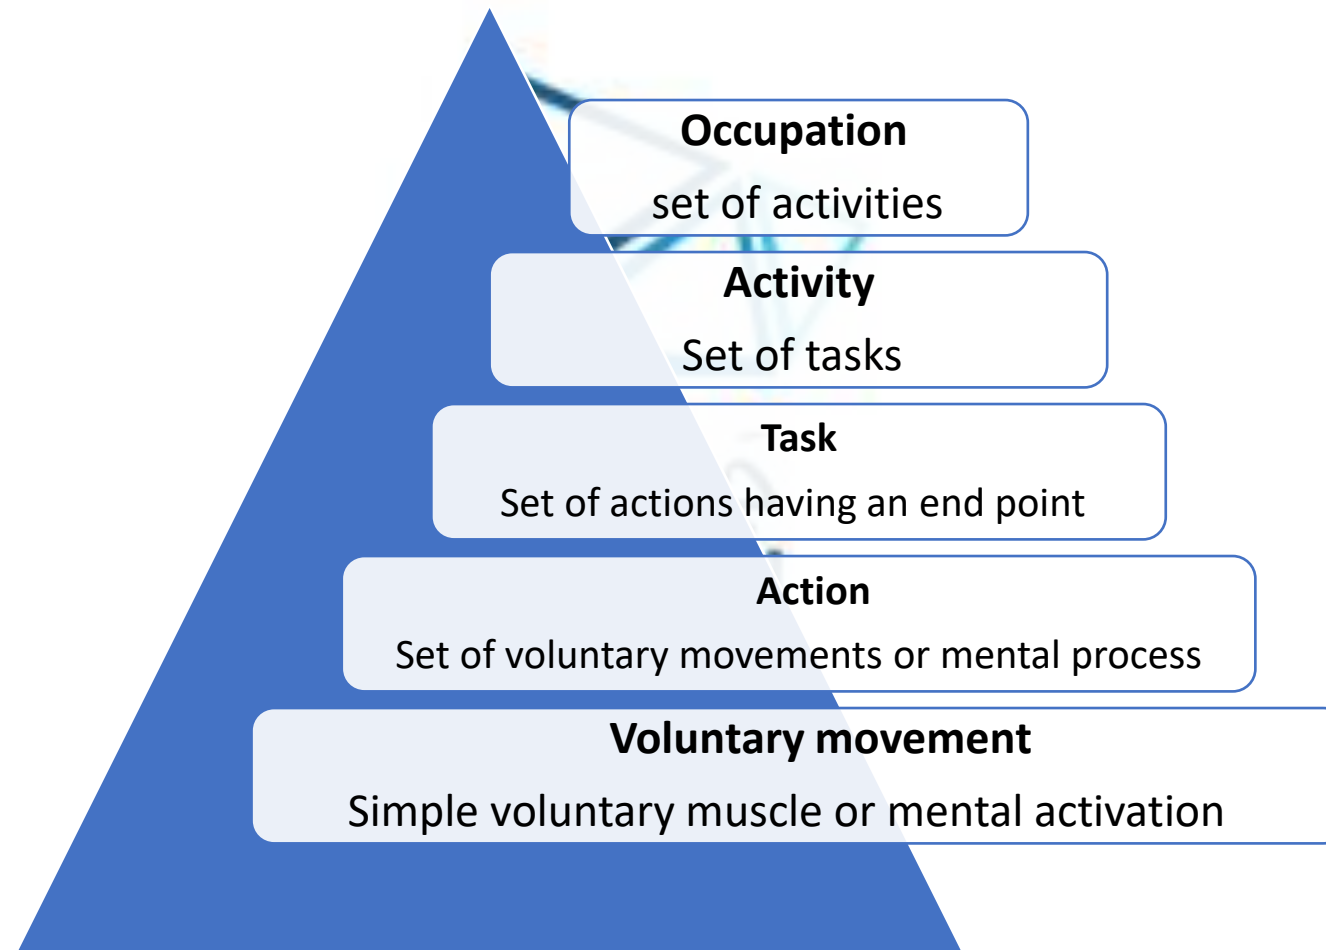 Occupation
set of activities
Activity
Set of tasks
Task
Set of actions having an end point
Action
Set of voluntary movements or mental process
Voluntary movement
Simple voluntary muscle or mental activation